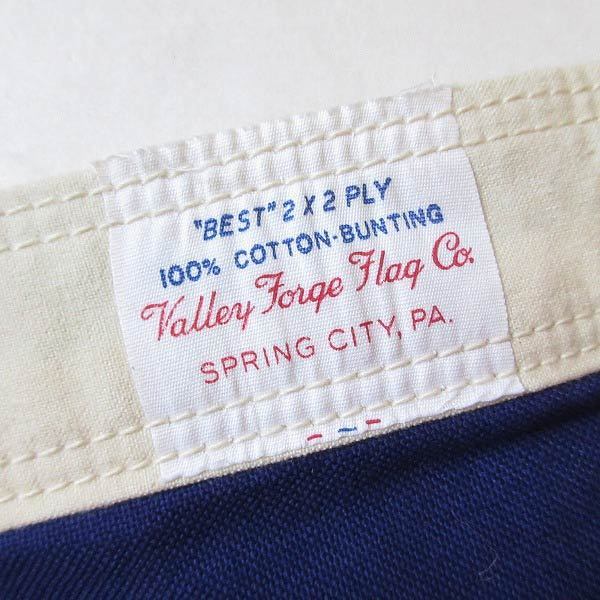 "BEST" 2 X 2 PLY
100% COTTON-BUNTING
Valley Forge Flag Co.
SPRING CITY, PA.